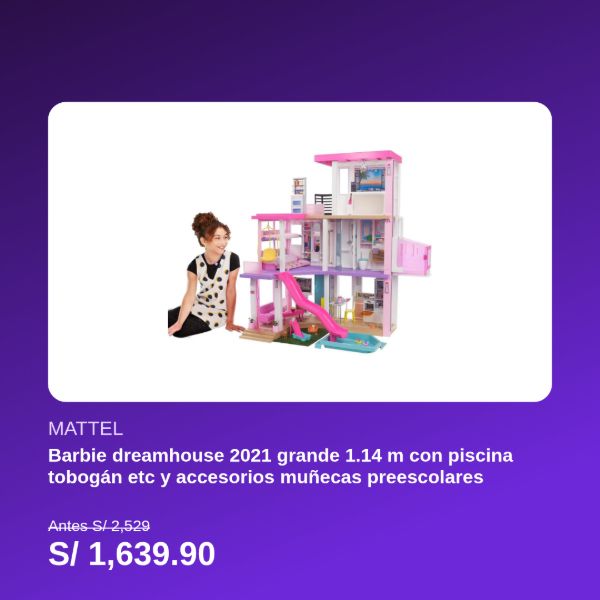 MATTEL
Barbie dreamhouse 2021 grande 1.14 m con piscina
tobogán etc y accesorios muñecas preescolares
Antes S/ 2,529
S/ 1,639.90